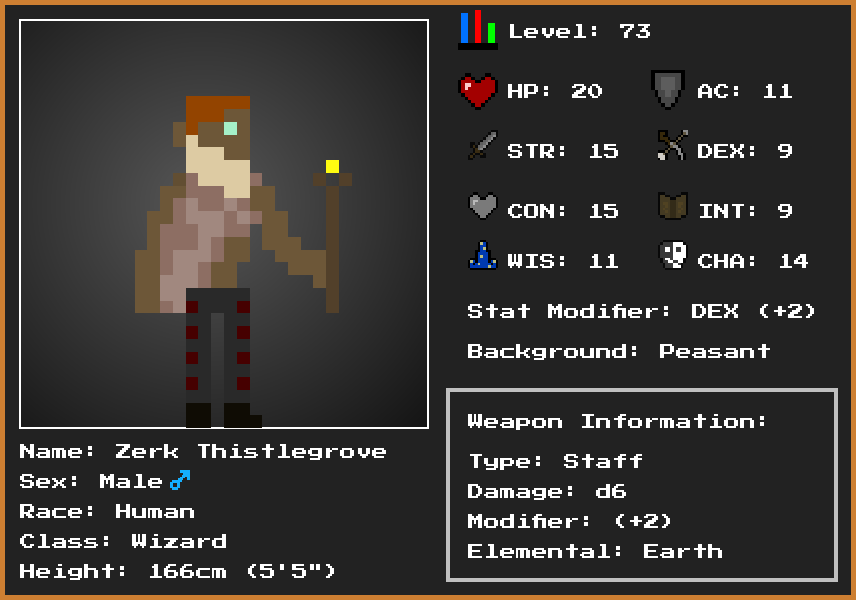 Level: 73
HP: 20
AC: 11
STR: 15
DEX: 9
CON: 15
INT: 9
WIS: 11
CHA: 14
Stat Modifier: DEX (+2)
Background: Peasant
Weapon Information:
Type: Staff
Damage: d6
Modifier: (+2)
Elemental: Earth
Name: Zerk Thistlegrove
Sex: Male♂
Race: Human
Class: Wizard
Height: 166cm (5'5")